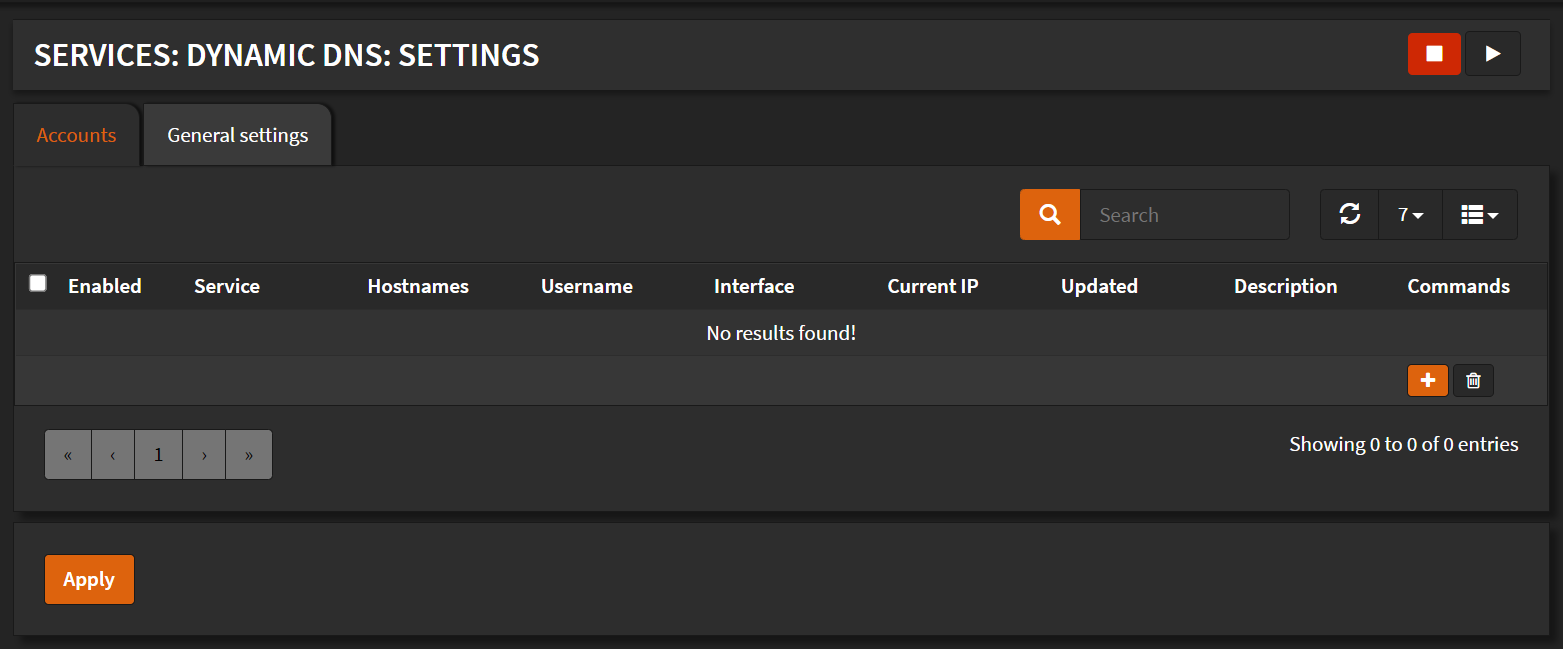 SERVICES: DYNAMIC DNS: SETTINGS
Accounts General settings
Search 7
Enabled Service Hostnames Username Interface Current IP Updated Description Commands
No results found!
« ‹ 1 › »
Showing 0 to 0 of 0 entries
Apply